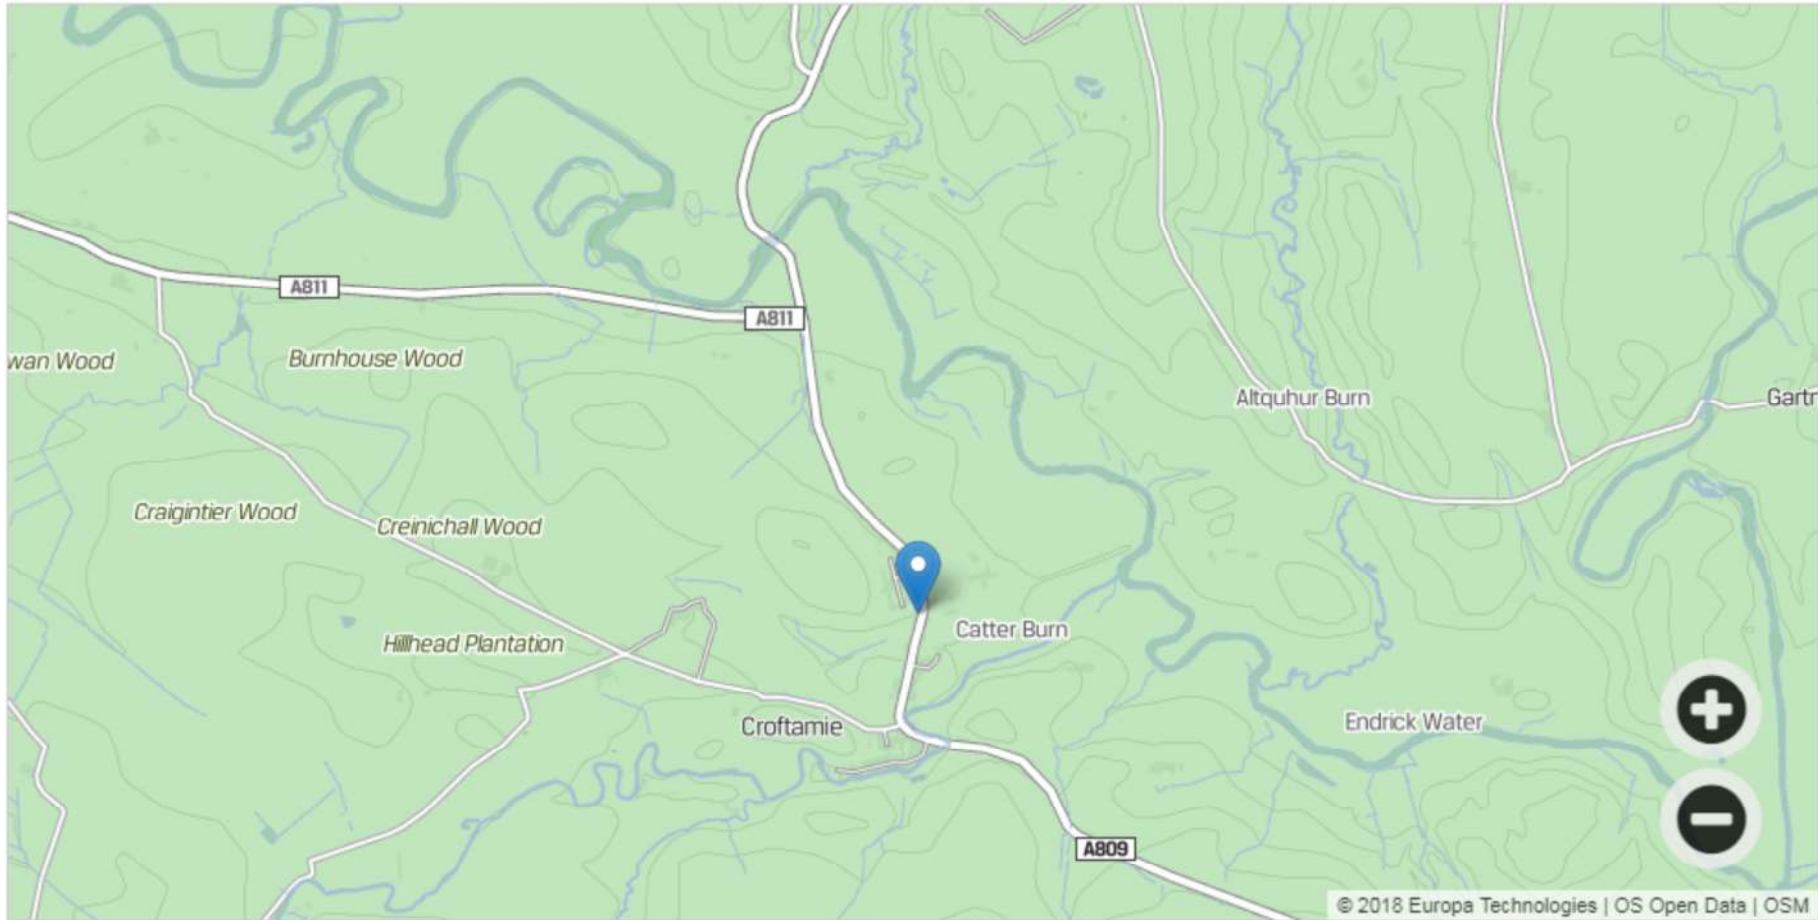 A811
A811
wan Wood
Burnhouse Wood
Altquhur Burn
Gartr
Craigintier Wood
Creinichall Wood
Catter Burn
Hillhead Plantation
Croftamie
Endrick Water
A809
© 2018 Europa Technologies | OS Open Data | OSM